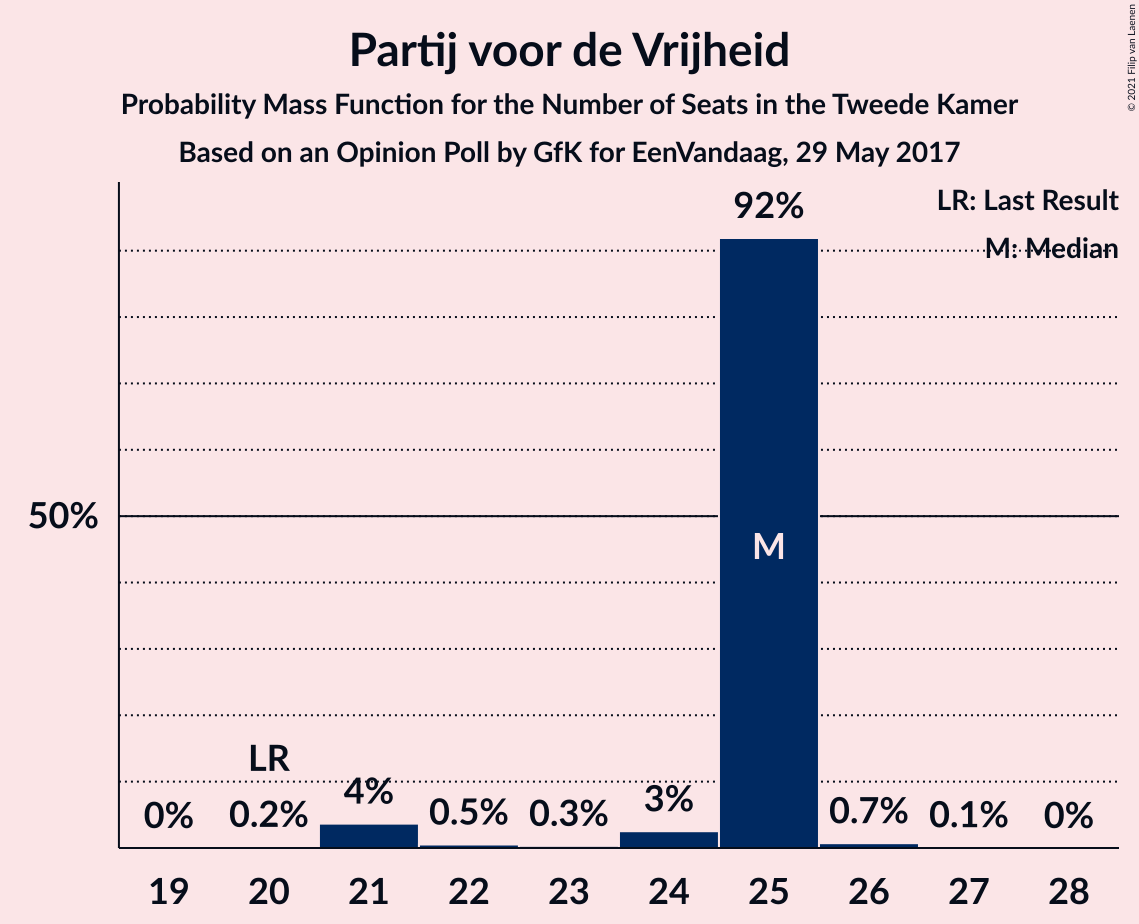 Partij voor de Vrijheid
Probability Mass Function for the Number of Seats in the Tweede Kamer
Based on an Opinion Poll by GfK for EenVandaag, 29 May 2017
© 2021 Filip van Laenen
LR: Last Result
M: Median
92%
50%
M
LR
0% 0.2% 4% 0.5% 0.3% 3% 0.7% 0.1% 0%
19 20 21 22 23 24 25 26 27 28